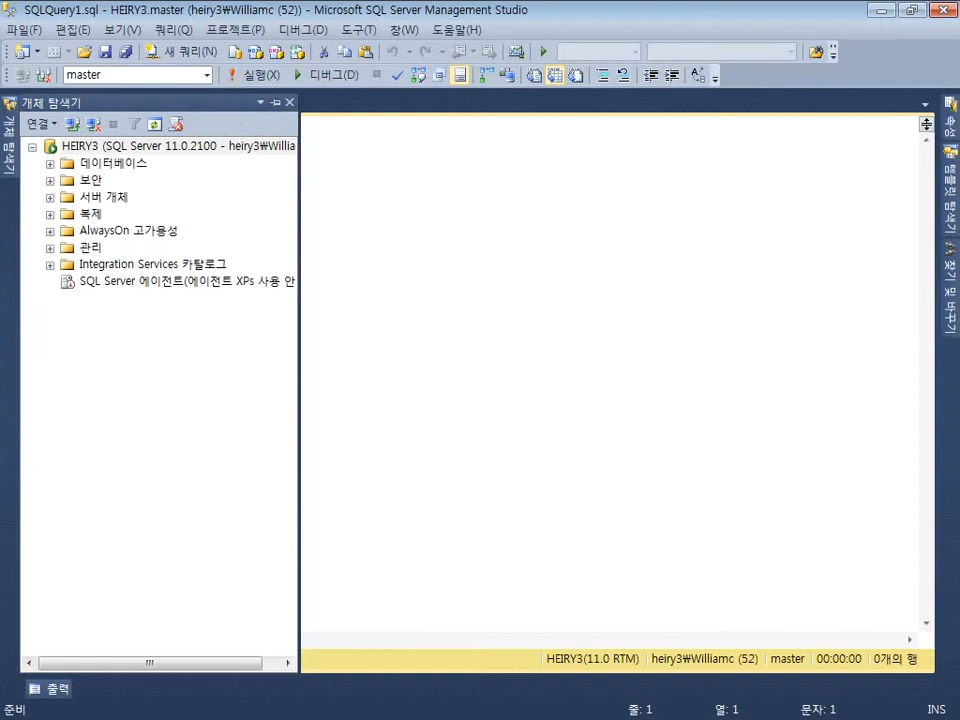 SQLQuery1.sql - HEIRY3.master (heiry3₩Williamc (52)) - Microsoft SQL Server Management Studio
파일(F) 편집(E) 보기(V) 쿼리(Q) 프로젝트(P) 디버그(D) 도구(T) 창(W) 도움말(H)
새 쿼리(N)
master 실행(X) 디버그(D)
개체 탐색기
개체 탐색기
연결
HEIRY3 (SQL Server 11.0.2100 - heiry3₩Willia
데이터베이스
보안
서버 개체
복제
AlwaysOn 고가용성
관리
Integration Services 카탈로그
SQL Server 에이전트(에이전트 XPs 사용 안
속성
템플릿 탐색기
찾기 및 바꾸기
HEIRY3(11.0 RTM) heiry3₩Williamc (52) master 00:00:00 0개의 행
출력
준비 줄: 1 열: 1 문자: 1 INS